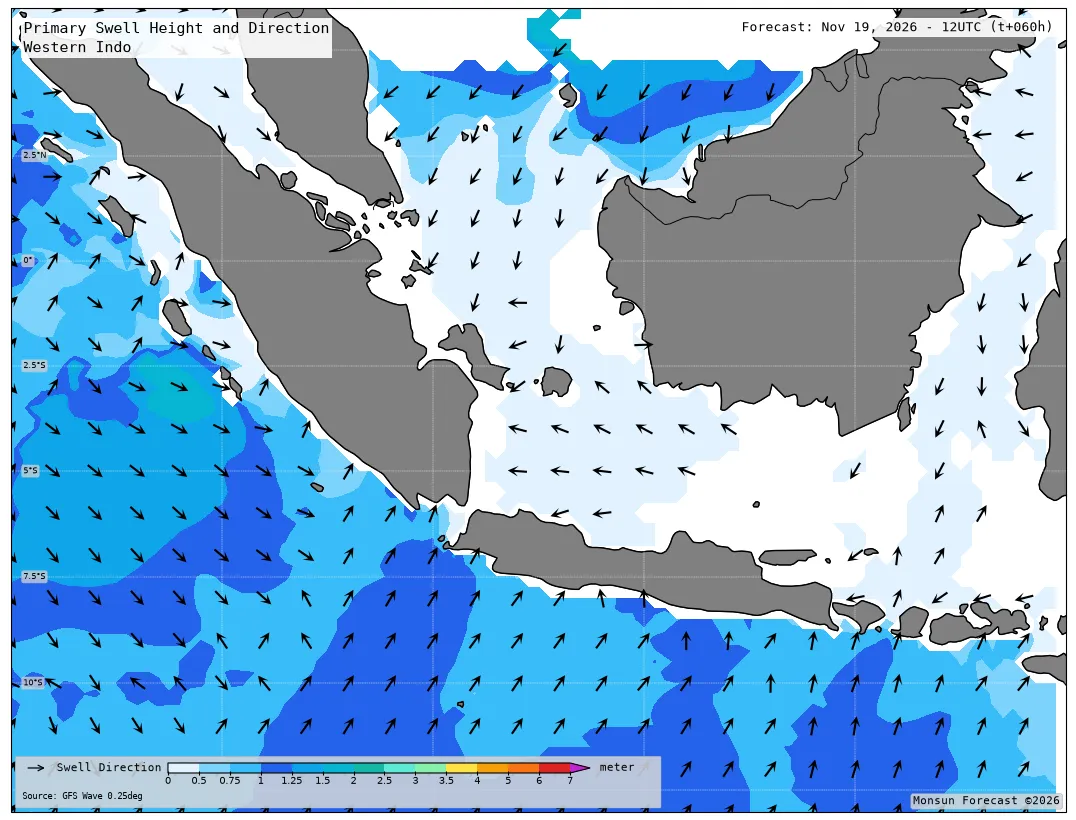 Primary Swell Height and Direction
Western Indo
Forecast: Nov 19, 2026 - 12UTC (t+060h)
2.5°N
0°
2.5°S
5°S
7.5°S
10°S
Swell Direction
meter
0 0.5 0.75 1 1.25 1.5 2 2.5 3 3.5 4 5 6 7
Source: GFS Wave 0.25deg
Monsun Forecast ©2026